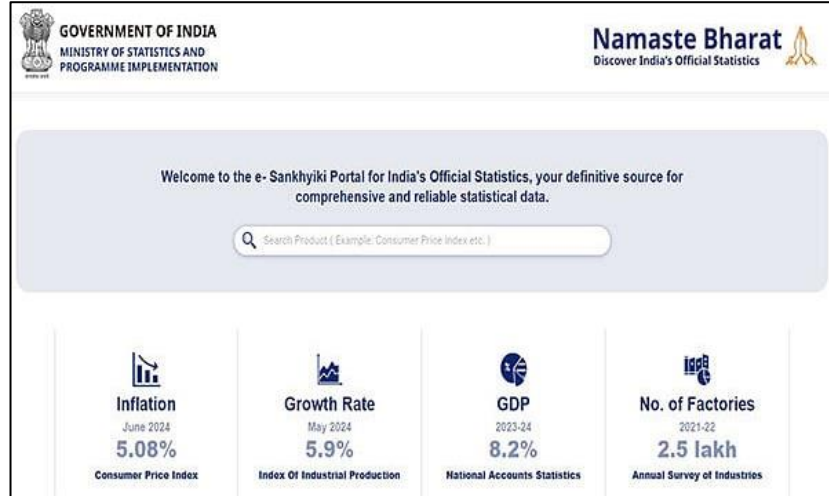 GOVERNMENT OF INDIA
MINISTRY OF STATISTICS AND
PROGRAMME IMPLEMENTATION
Namaste Bharat
Discover India's Official Statistics
Welcome to the e- Sankhyiki Portal for India's Official Statistics, your definitive source for
comprehensive and reliable statistical data.
Search Product ( Example: Consumer Price Index etc. )
Inflation
June 2024
5.08%
Consumer Price Index
Growth Rate
May 2024
5.9%
Index Of Industrial Production
GDP
2023-24
8.2%
National Accounts Statistics
No. of Factories
2021-22
2.5 lakh
Annual Survey of Industries